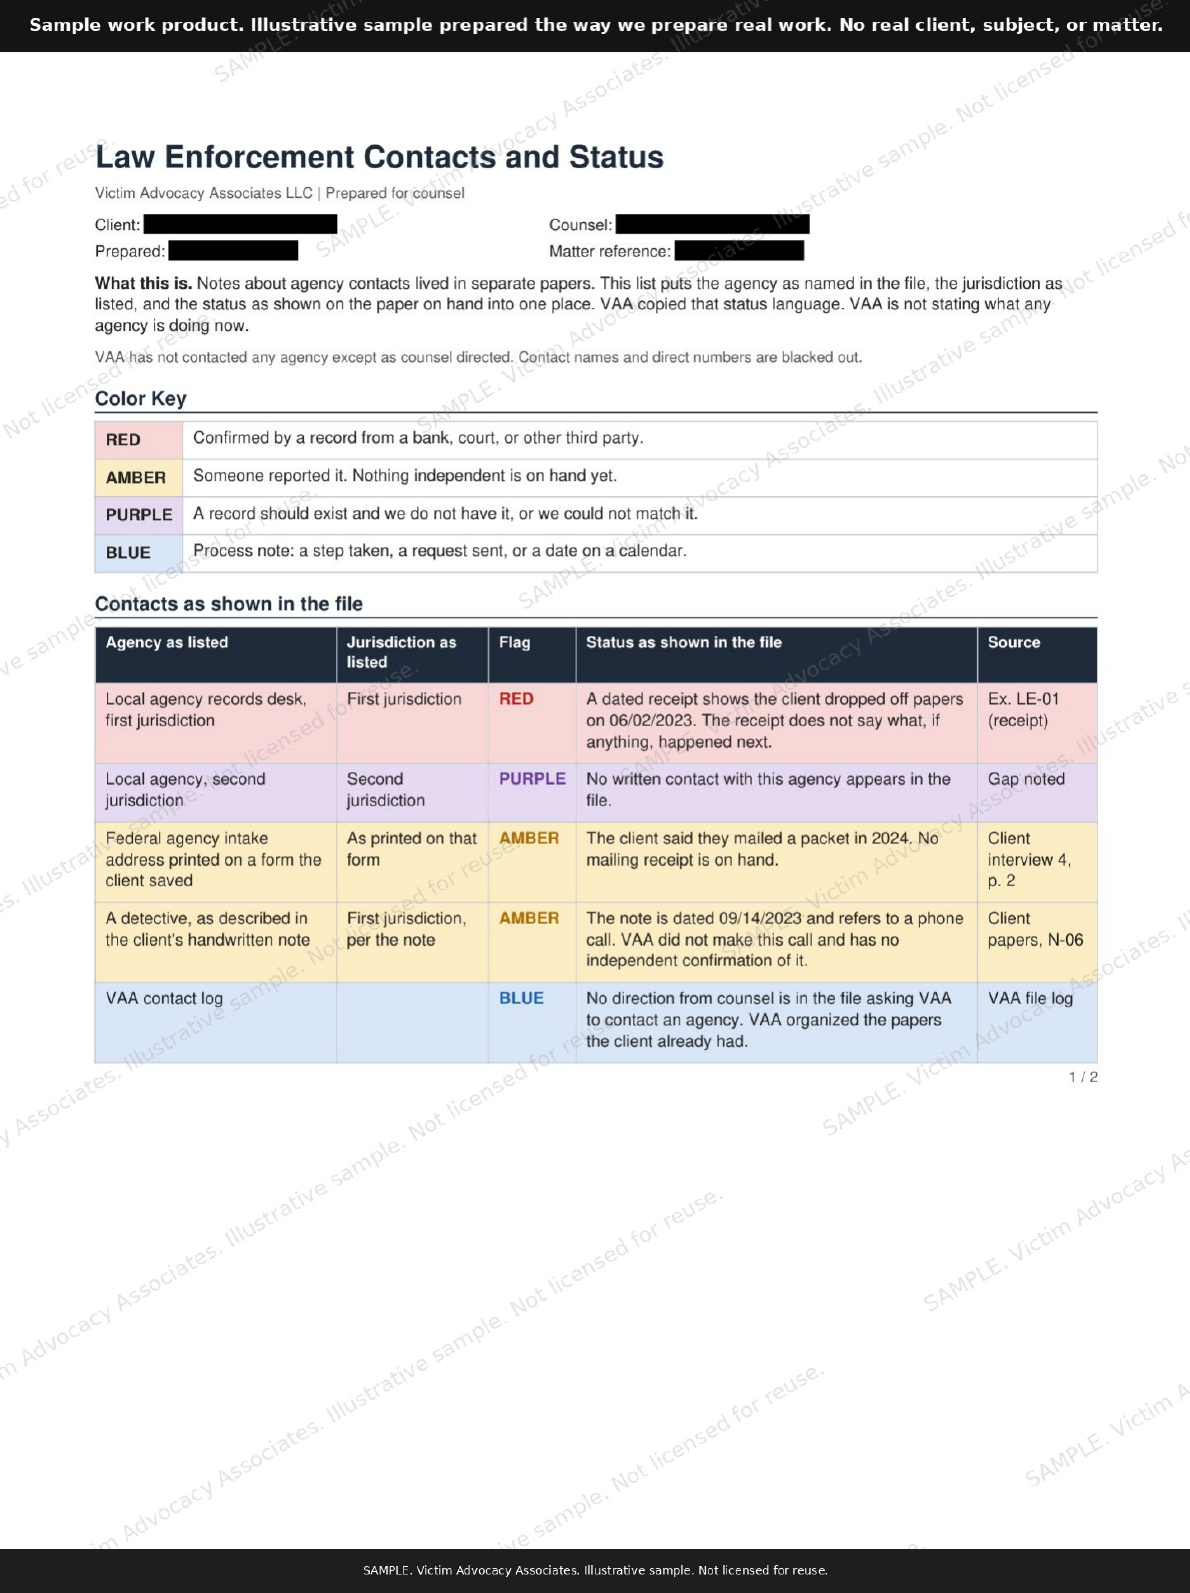 Sample work product. Illustrative sample prepared the way we prepare real work. No real client, subject, or matter.
Law Enforcement Contacts and Status
Victim Advocacy Associates LLC | Prepared for counsel
Client: Counsel:
Prepared: Matter reference:
What this is. Notes about agency contacts lived in separate papers. This list puts the agency as named in the file, the jurisdiction as
listed, and the status as shown on the paper on hand into one place. VAA copied that status language. VAA is not stating what any
agency is doing now.
VAA has not contacted any agency except as counsel directed. Contact names and direct numbers are blacked out.
Color Key
RED Confirmed by a record from a bank, court, or other third party.
AMBER Someone reported it. Nothing independent is on hand yet.
PURPLE A record should exist and we do not have it, or we could not match it.
BLUE Process note: a step taken, a request sent, or a date on a calendar.
Contacts as shown in the file
Agency as listed Jurisdiction as Flag Status as shown in the file Source
listed
Local agency records desk, First jurisdiction RED A dated receipt shows the client dropped off papers Ex. LE-01
first jurisdiction on 06/02/2023. The receipt does not say what, if (receipt)
anything, happened next.
Local agency, second Second PURPLE No written contact with this agency appears in the Gap noted
jurisdiction jurisdiction file.
Federal agency intake As printed on that AMBER The client said they mailed a packet in 2024. No Client
address printed on a form the form mailing receipt is on hand. interview 4,
client saved p. 2
A detective, as described in First jurisdiction, AMBER The note is dated 09/14/2023 and refers to a phone Client
the client's handwritten note per the note call. VAA did not make this call and has no papers, N-06
independent confirmation of it.
VAA contact log BLUE No direction from counsel is in the file asking VAA VAA file log
to contact an agency. VAA organized the papers
the client already had.
1 / 2
SAMPLE. Victim Advocacy Associates. Illustrative sample. Not licensed for reuse.